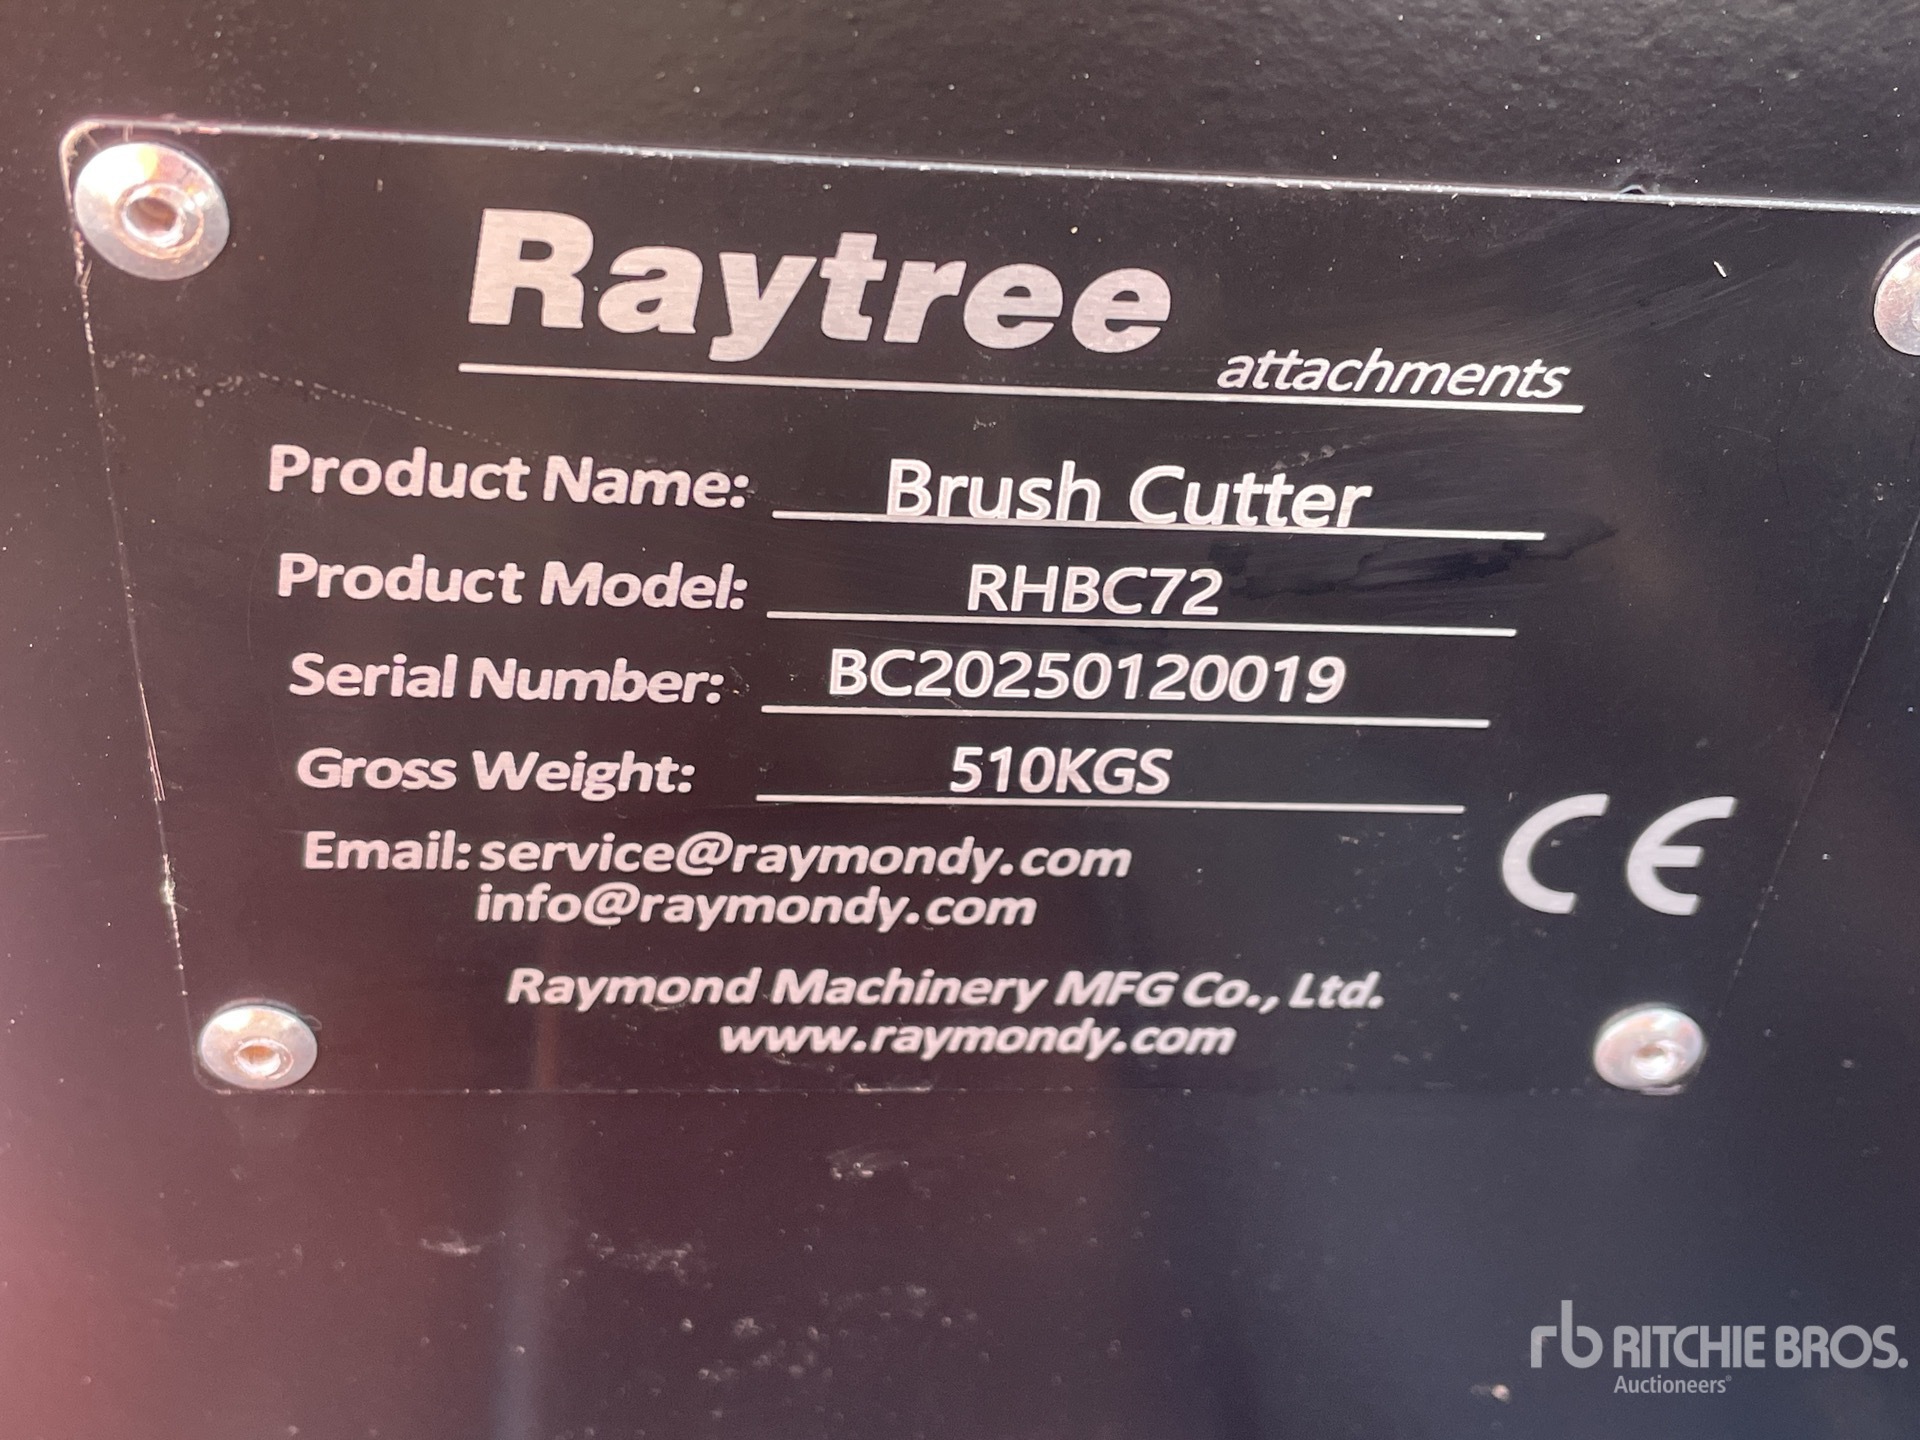 Raytree
attachments
Product Name: Brush Cutter
Product Model: RHBC72
Serial Number: BC20250120019
Gross Weight: 510KGS
Email: service@raymondy.com
info@raymondy.com
CE
Raymond Machinery MFG Co., Ltd.
www.raymondy.com
rb RITCHIE BROS.
Auctioneers®